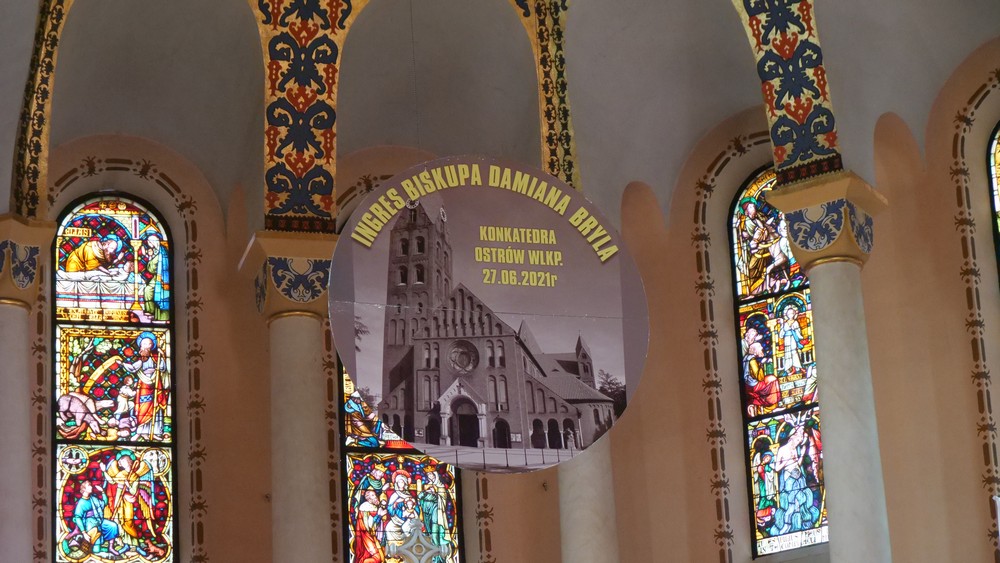 INGRES BISKUPA DAMIANA BRYLA
KONKATEDRA
OSTRÓW WLKP.
27.06.2021r